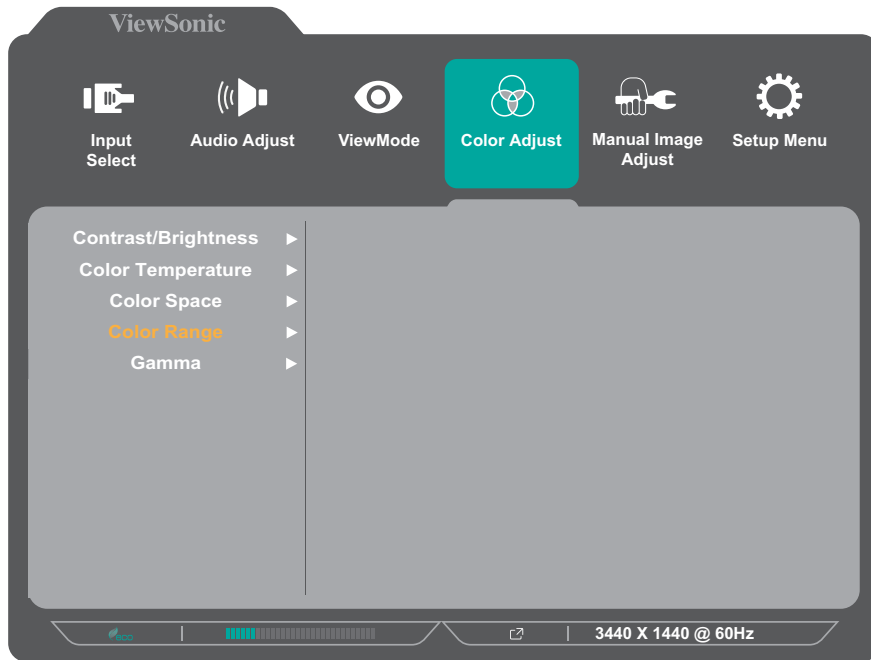 ViewSonic
Input
Select
Audio Adjust
ViewMode
Color Adjust
Manual Image
Adjust
Setup Menu
Contrast/Brightness
Color Temperature
Color Space
Color Range
Gamma
eco
3440 X 1440 @ 60Hz